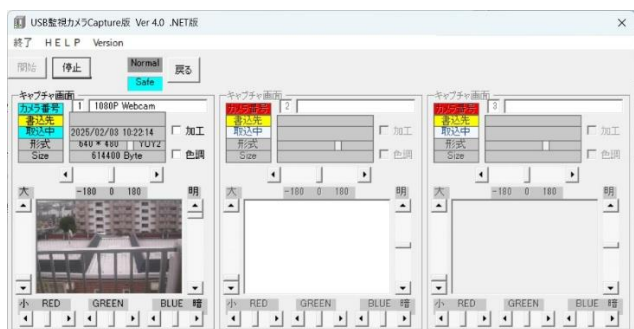 USB監視カメラCapture版 Ver 4.0 .NET版
終了 HELP Version
開始 停止 Normal Safe 戻る
キャプチャ画面 キャプチャ画面 キャプチャ画面
カメラ番号 1 1080P Webcam カメラ番号 2 カメラ番号 3
書込先 書込先 書込先
取込中 2025/02/03 10:22:14 加工 取込中 加工 取込中 加工
形式 640 * 480 YUY2 形式 形式
Size 614400 Byte 色調 Size 色調 Size 色調
大 -180 0 180 明 大 -180 0 180 明 大 -180 0 180 明
小 RED GREEN BLUE 暗 小 RED GREEN BLUE 暗 小 RED GREEN BLUE 暗